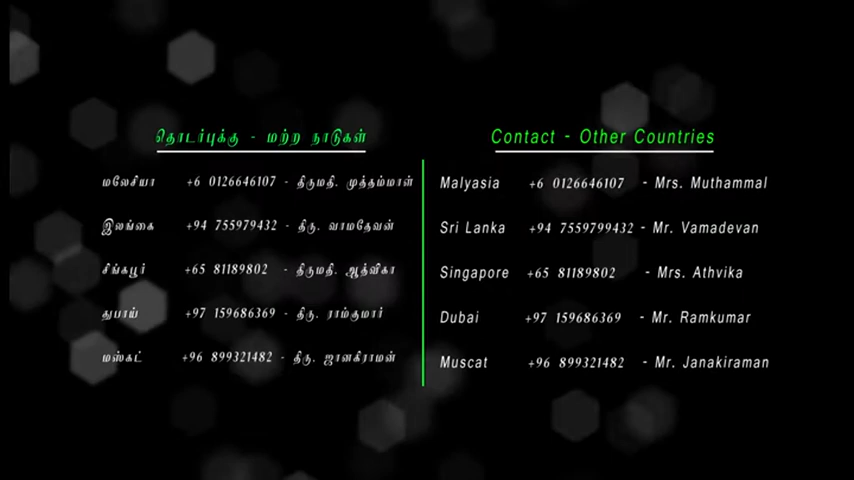 தொடர்புக்கு - மற்ற நாடுகள்
மலேசியா +6 0126646107 - திருமதி. முத்தம்மாள்
இலங்கை +94 755979432 - திரு. வாமதேவன்
சிங்கபூர் +65 81189802 - திருமதி. ஆத்விகா
துபாய் +97 159686369 - திரு. ராம்குமார்
மஸ்கட் +96 899321482 - திரு. ஜானகிராமன்
Contact - Other Countries
Malyasia +6 0126646107 - Mrs. Muthammal
Sri Lanka +94 7559799432 - Mr. Vamadevan
Singapore +65 81189802 - Mrs. Athvika
Dubai +97 159686369 - Mr. Ramkumar
Muscat +96 899321482 - Mr. Janakiraman